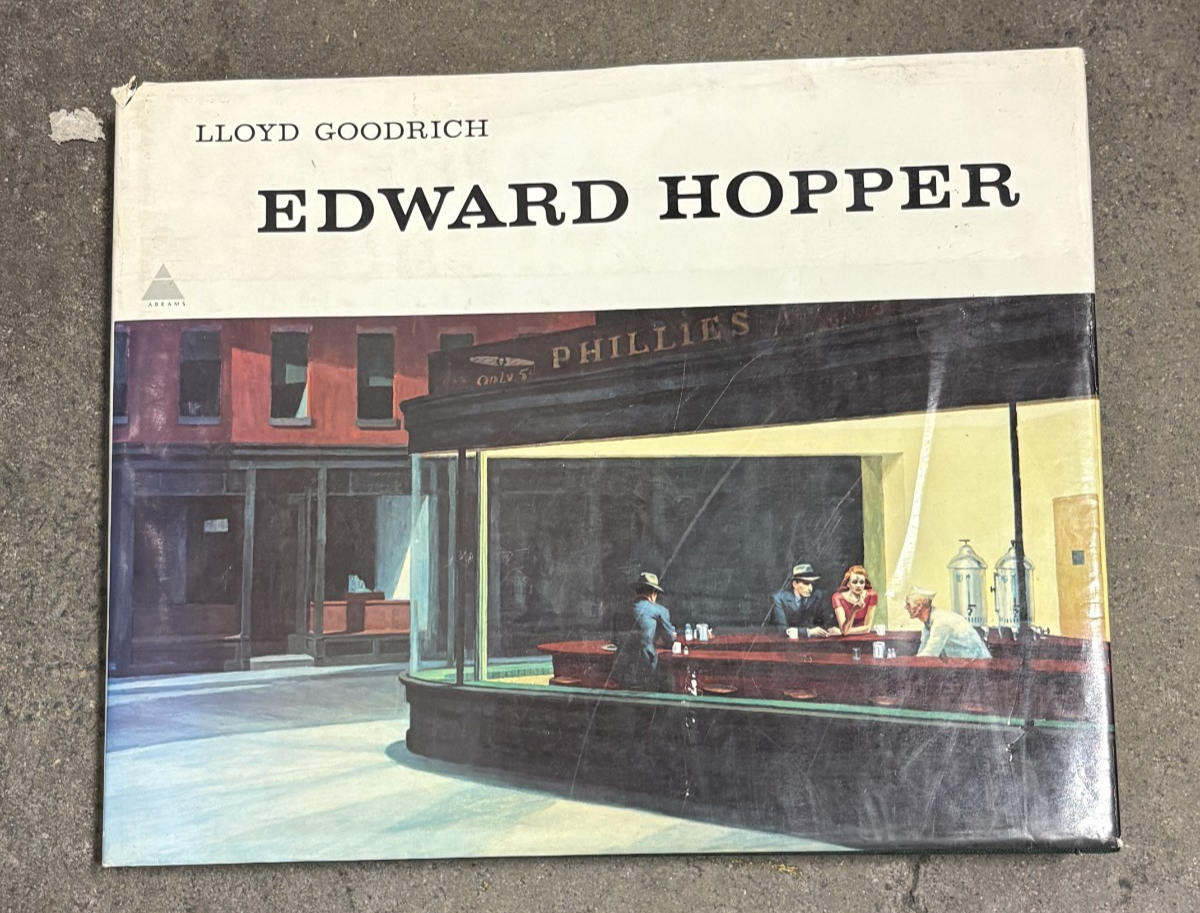 LLOYD GOODRICH
EDWARD HOPPER
ABRAMS
PHILLIES
ONLY 5¢